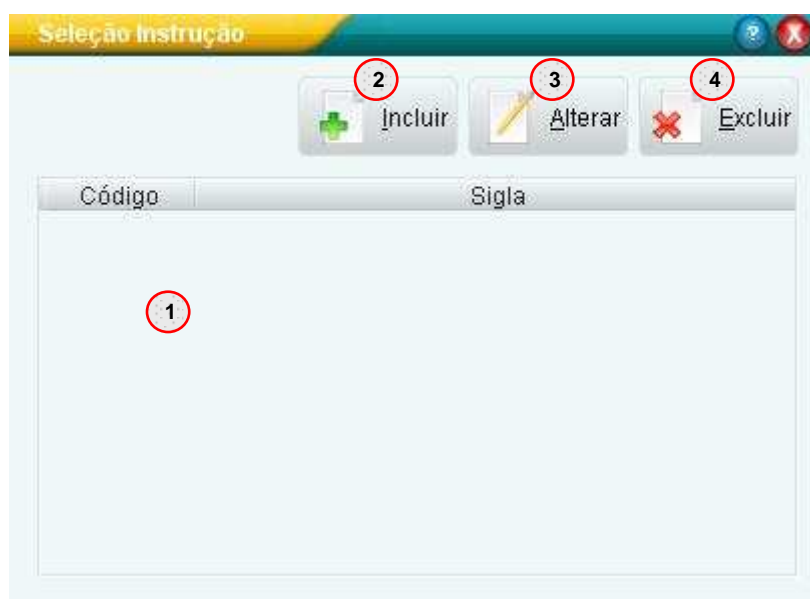 Seleção Instrução ?  X
2 3 4
Incluir Alterar Excluir
Código Sigla
1